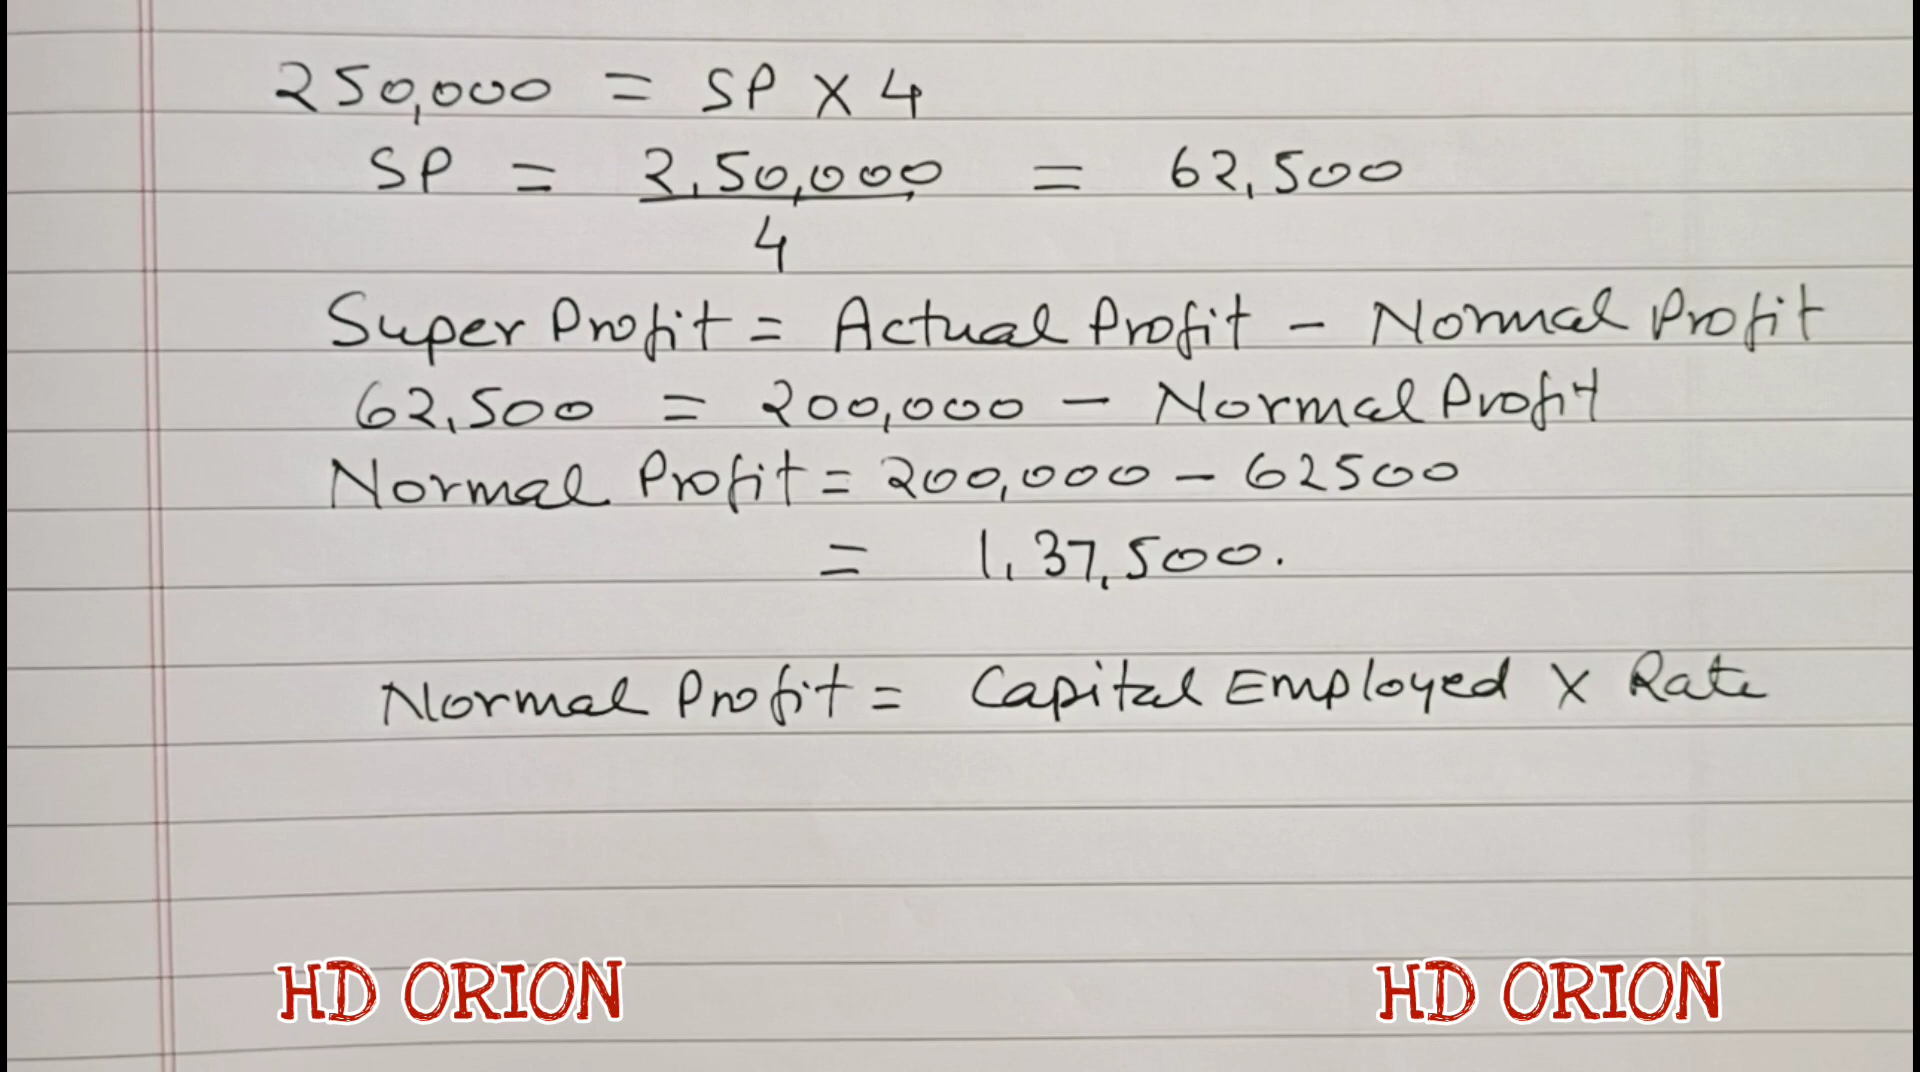 250,000 = SP X 4
SP = 2,50,000 = 62,500
4
Super Profit = Actual Profit - Normal Profit
62,500 = 200,000 - Normal Profit
Normal Profit = 200,000 - 62500
= 1,37,500.
Normal Profit = Capital Employed X Rate
HD ORION HD ORION